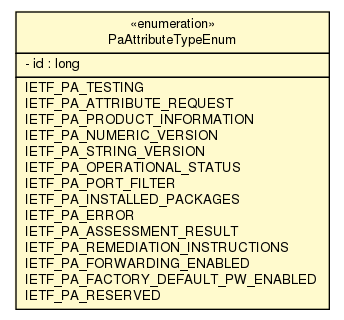 «enumeration»
PaAttributeTypeEnum
- id : long
IETF_PA_TESTING
IETF_PA_ATTRIBUTE_REQUEST
IETF_PA_PRODUCT_INFORMATION
IETF_PA_NUMERIC_VERSION
IETF_PA_STRING_VERSION
IETF_PA_OPERATIONAL_STATUS
IETF_PA_PORT_FILTER
IETF_PA_INSTALLED_PACKAGES
IETF_PA_ERROR
IETF_PA_ASSESSMENT_RESULT
IETF_PA_REMEDIATION_INSTRUCTIONS
IETF_PA_FORWARDING_ENABLED
IETF_PA_FACTORY_DEFAULT_PW_ENABLED
IETF_PA_RESERVED